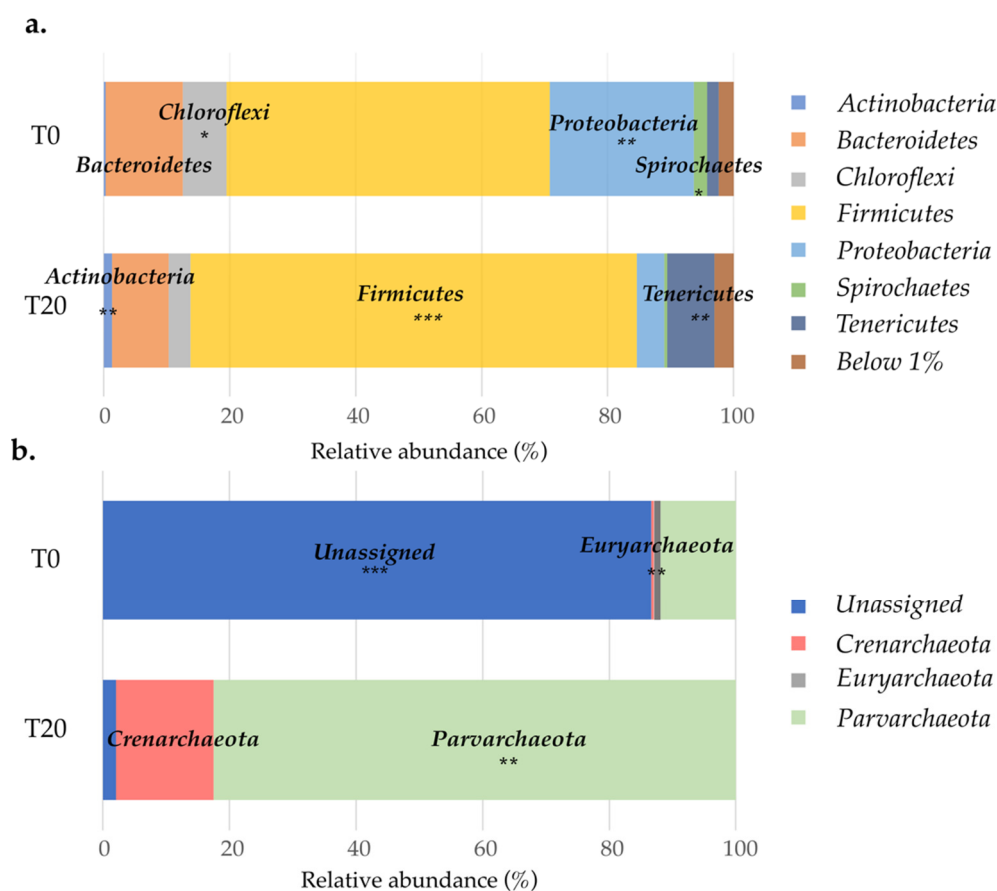 a.
T0
Chloroflexi
*
Bacteroidetes
Proteobacteria
**
Spirochaetes
*
T20
Actinobacteria
**
Firmicutes
***
Tenericutes
**
0 20 40 60 80 100
Relative abundance (%)
Actinobacteria
Bacteroidetes
Chloroflexi
Firmicutes
Proteobacteria
Spirochaetes
Tenericutes
Below 1%
b.
T0
Unassigned
***
Euryarchaeota
**
T20
Crenarchaeota
Parvarchaeota
**
0 20 40 60 80 100
Relative abundance (%)
Unassigned
Crenarchaeota
Euryarchaeota
Parvarchaeota